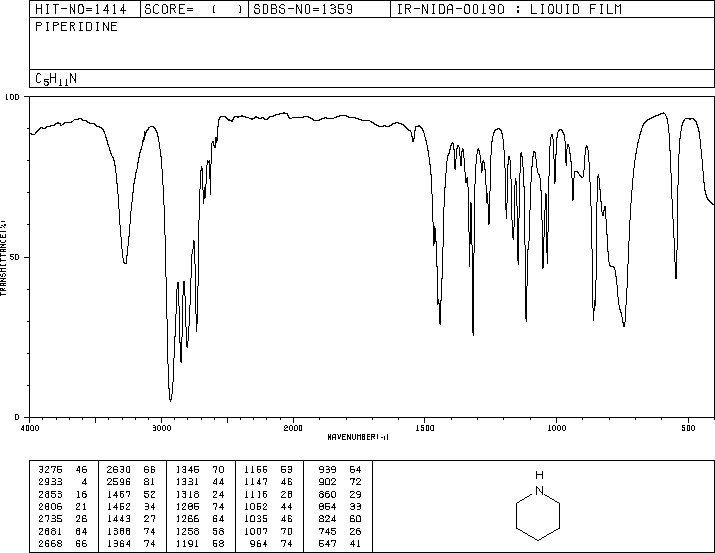 HIT-NO=1414 SCORE= ( ) SDBS-NO=1359 IR-NIDA-00190 : LIQUID FILM
PIPERIDINE
C5H11N
100
50
0
TRANSMITTANCE(%)
4000 3000 2000 1500 1000 500
WAVENUMBER(-1)
3275 46 2630 66 1345 70 1166 53 939 64
2933 4 2596 81 1331 44 1147 46 902 72
2853 16 1467 52 1318 24 1116 28 860 29
2806 21 1452 34 1285 74 1052 44 854 33
2735 26 1443 27 1266 64 1035 46 824 60
2681 64 1388 74 1258 58 1007 70 745 26
2668 66 1364 74 1191 58 964 74 547 41
H
N